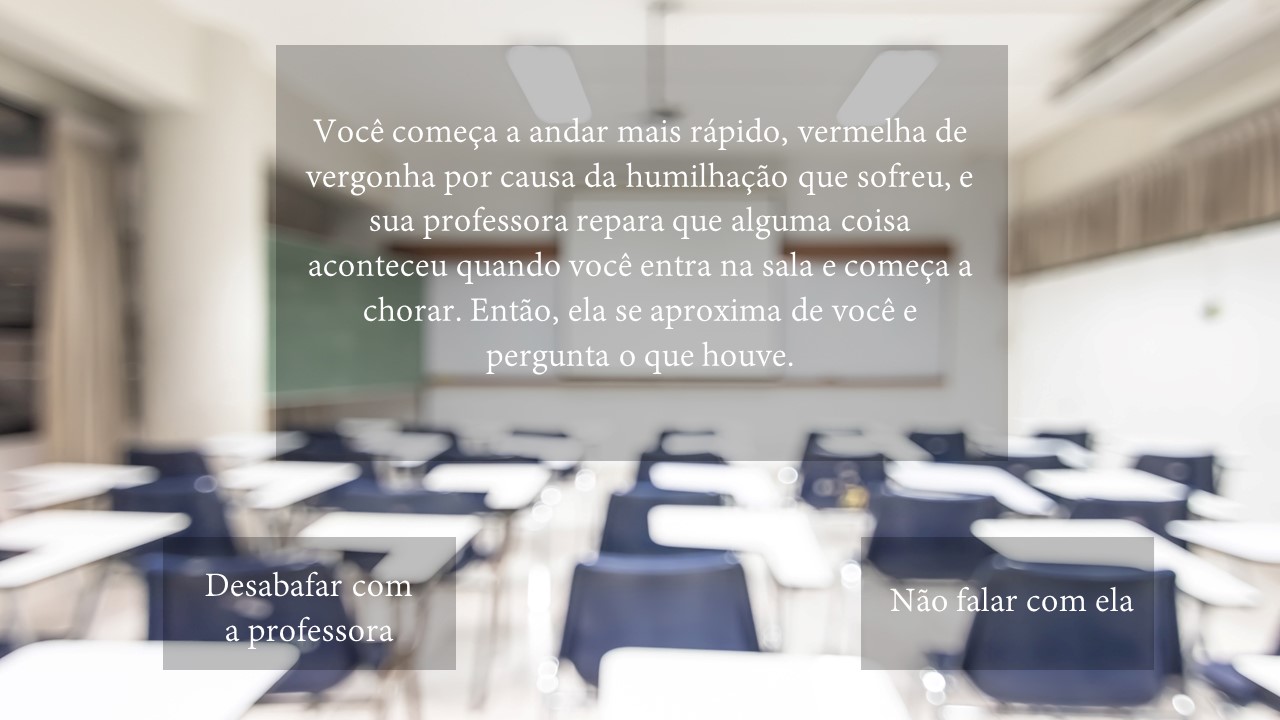 Você começa a andar mais rápido, vermelha de
vergonha por causa da humilhação que sofreu, e
sua professora repara que alguma coisa
aconteceu quando você entra na sala e começa a
chorar. Então, ela se aproxima de você e
pergunta o que houve.
Desabafar com
a professora
Não falar com ela